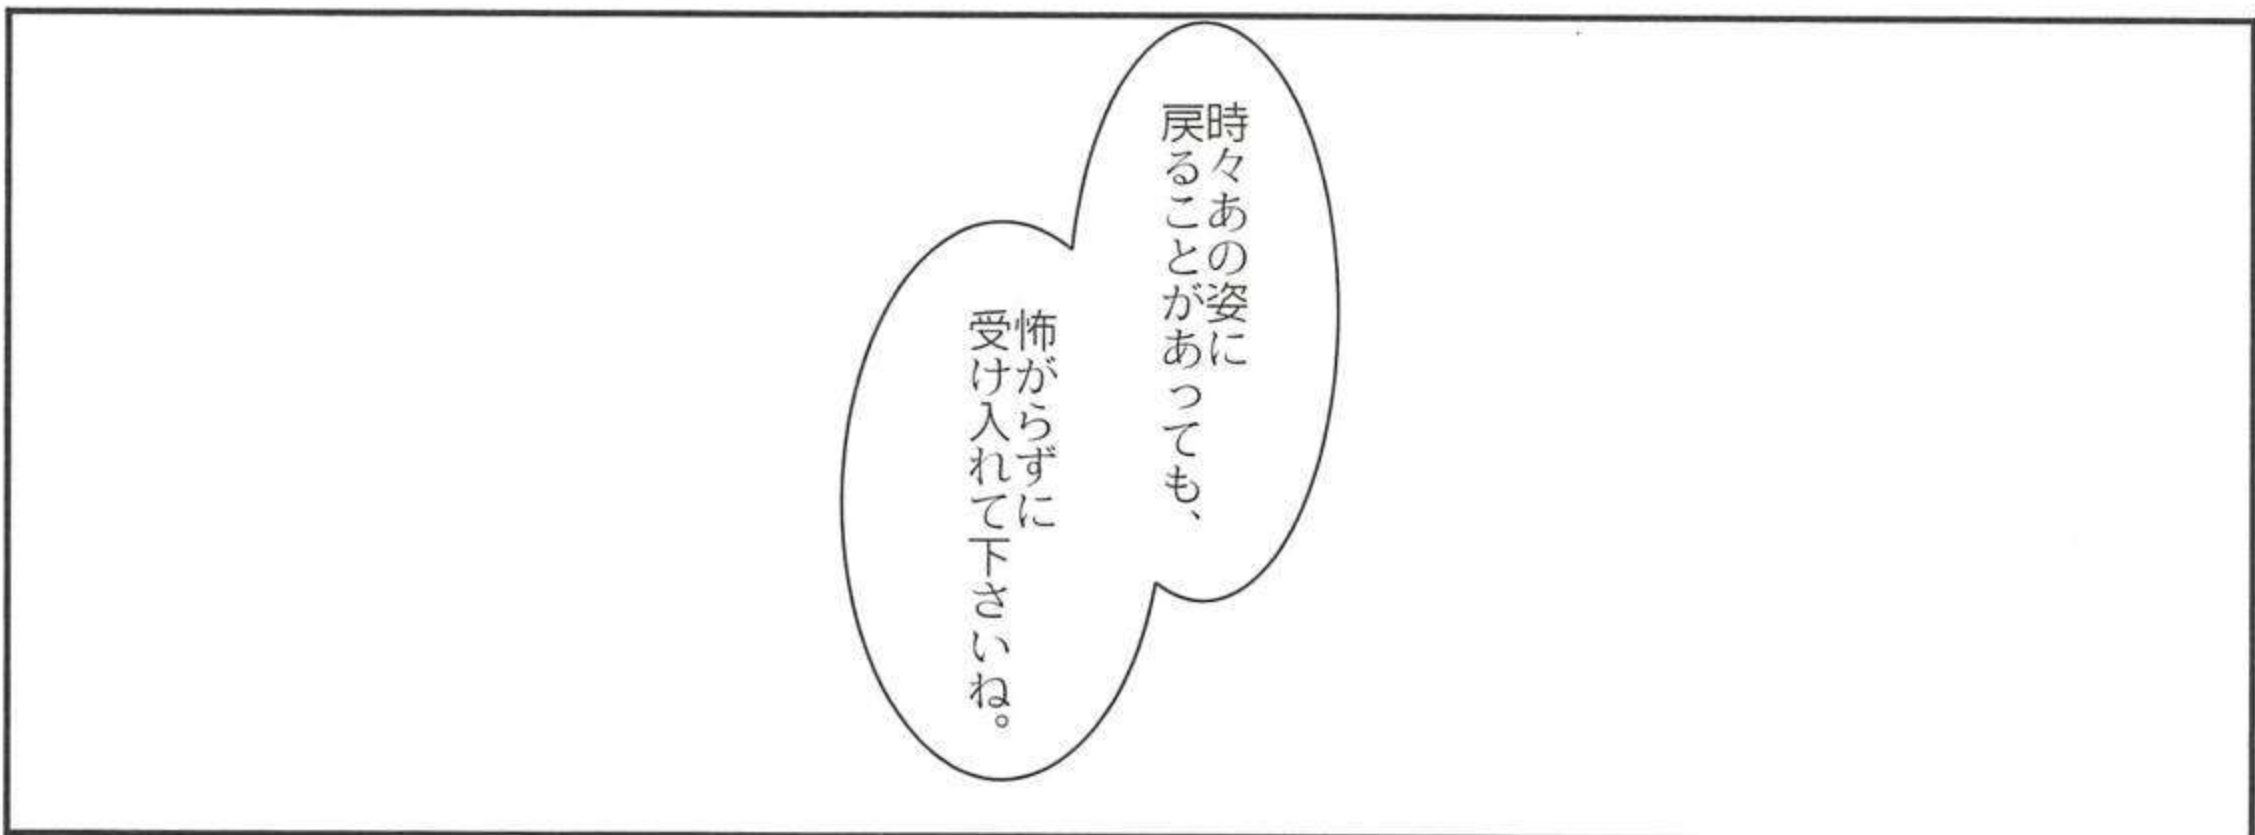 時々あの姿に
戻ることがあっても、
怖がらずに
受け入れて下さいね。